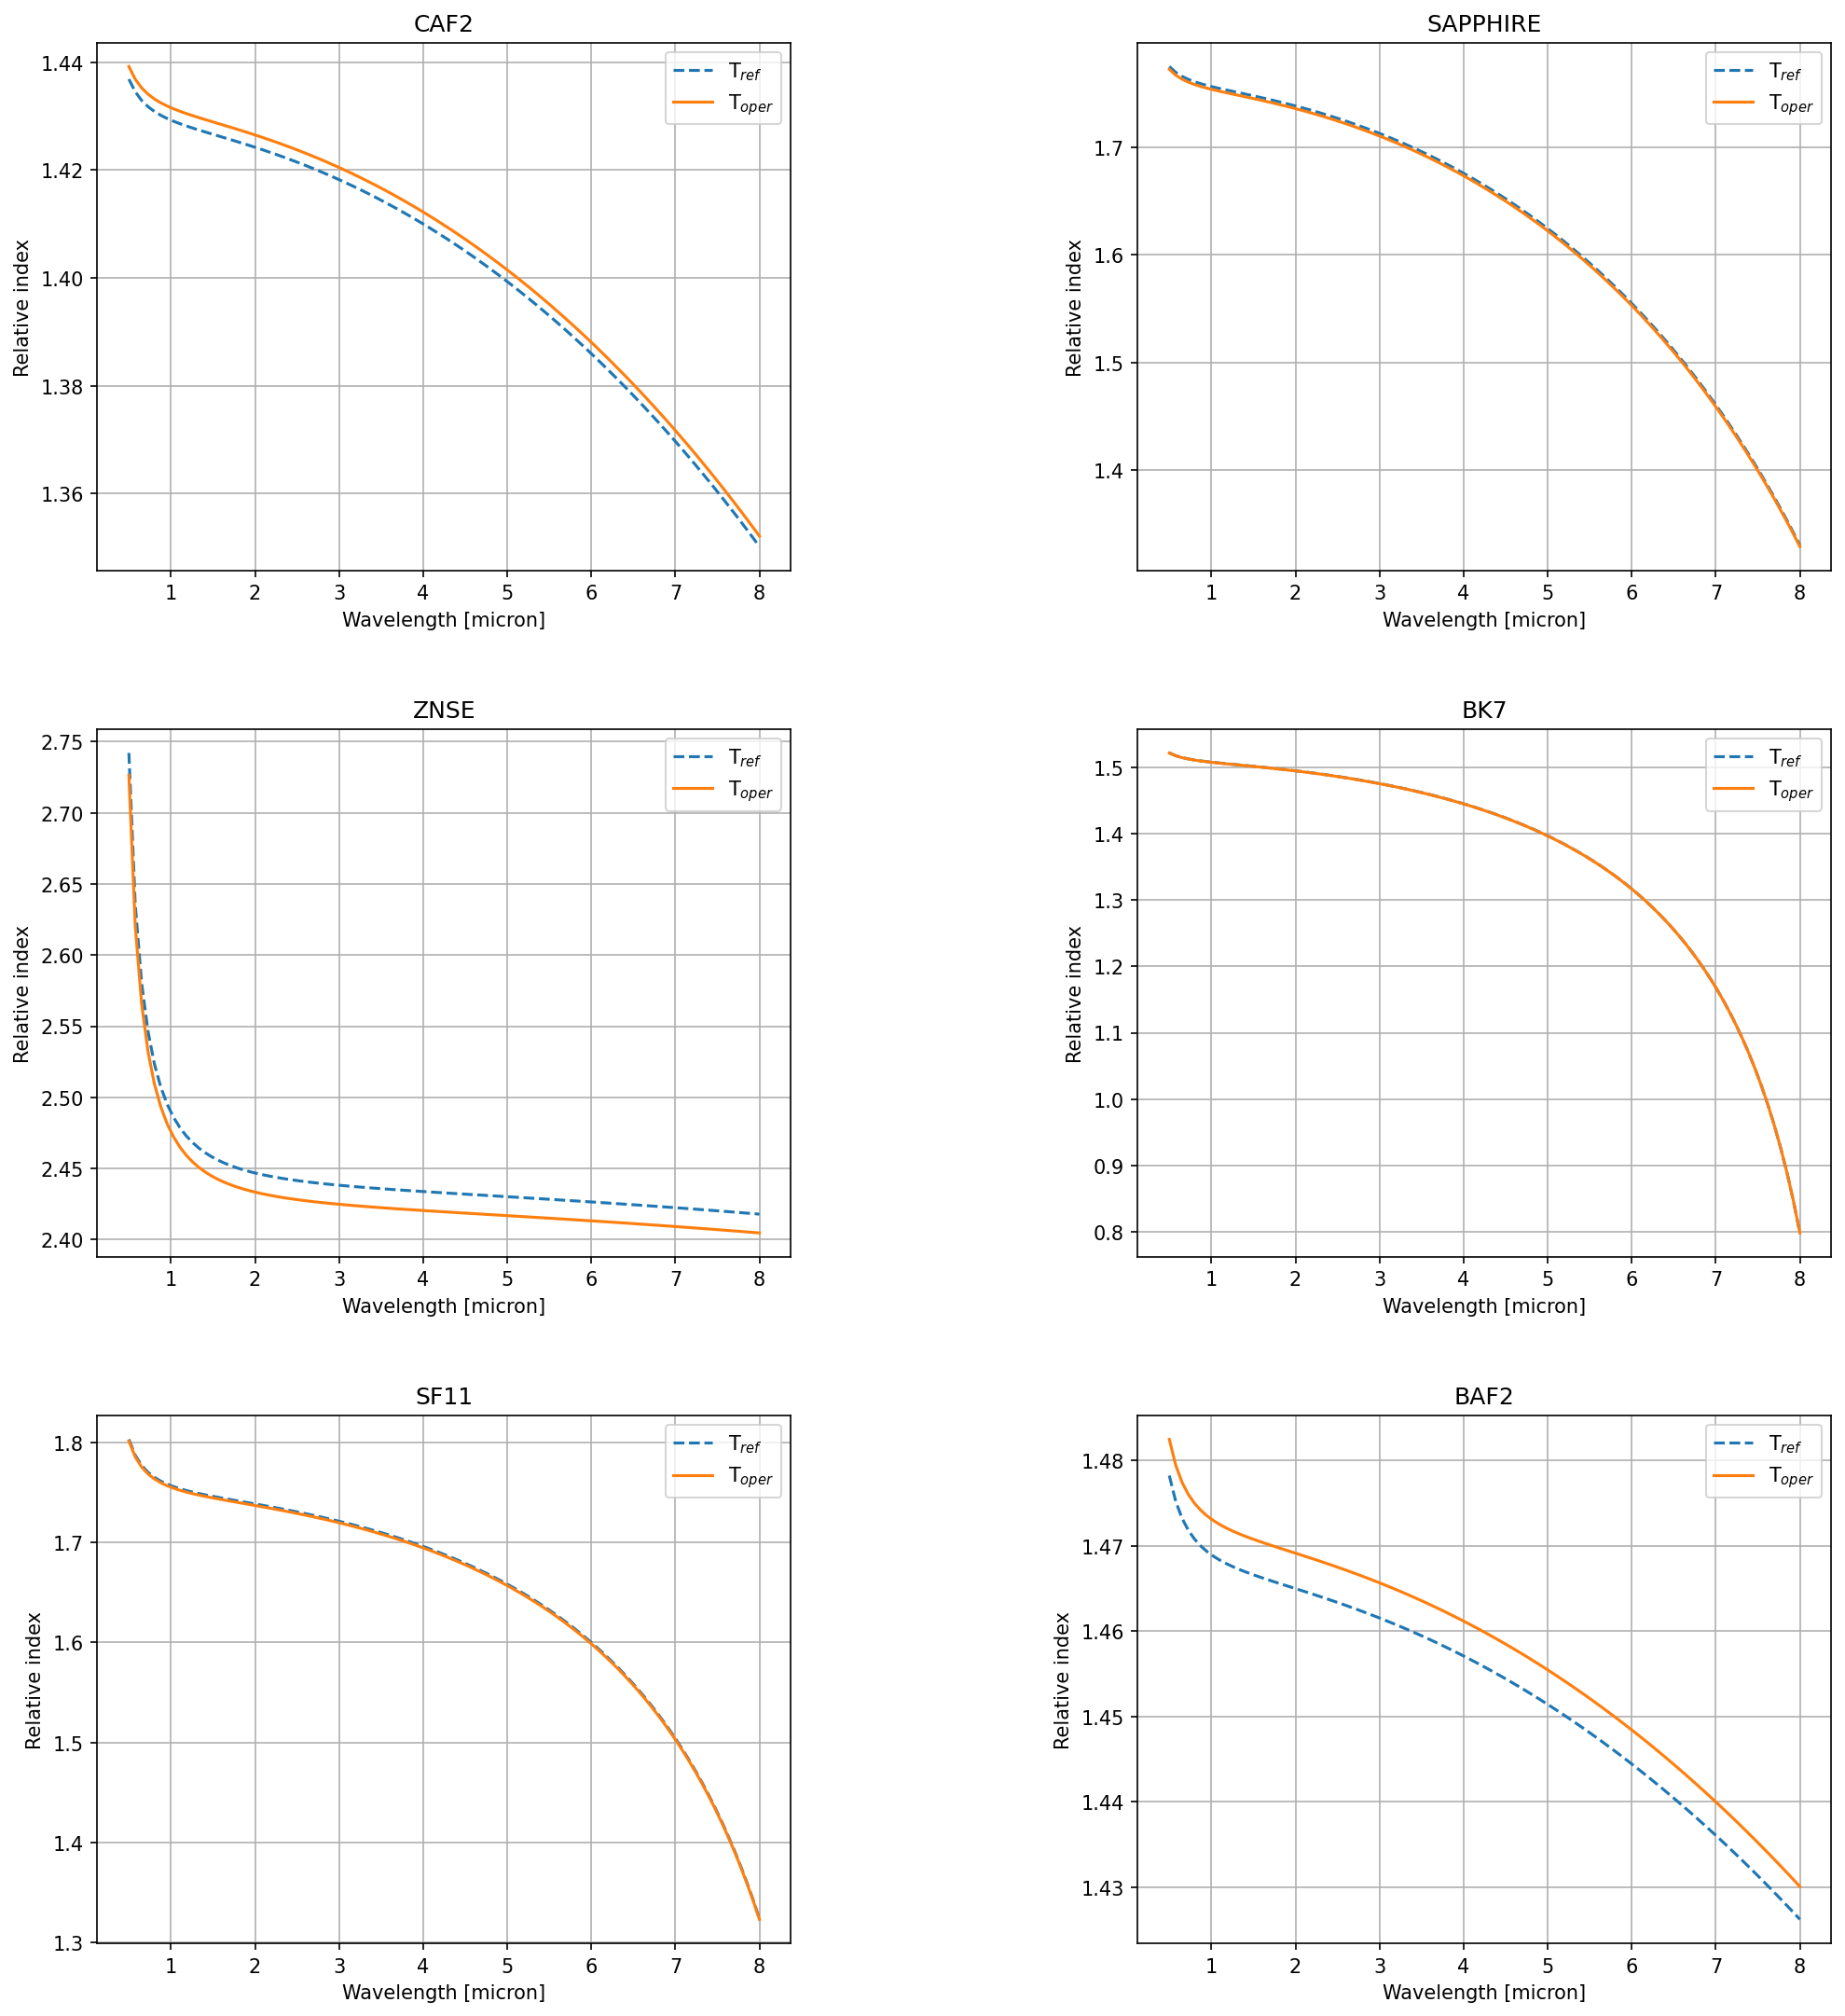 CAF2
1.44
1.42
1.40
1.38
1.36
Relative index
T_ref
T_oper
1 2 3 4 5 6 7 8
Wavelength [micron]
SAPPHIRE
1.7
1.6
1.5
1.4
Relative index
T_ref
T_oper
1 2 3 4 5 6 7 8
Wavelength [micron]
ZNSE
2.75
2.70
2.65
2.60
2.55
2.50
2.45
2.40
Relative index
T_ref
T_oper
1 2 3 4 5 6 7 8
Wavelength [micron]
BK7
1.5
1.4
1.3
1.2
1.1
1.0
0.9
0.8
Relative index
T_ref
T_oper
1 2 3 4 5 6 7 8
Wavelength [micron]
SF11
1.8
1.7
1.6
1.5
1.4
1.3
Relative index
T_ref
T_oper
1 2 3 4 5 6 7 8
Wavelength [micron]
BAF2
1.48
1.47
1.46
1.45
1.44
1.43
Relative index
T_ref
T_oper
1 2 3 4 5 6 7 8
Wavelength [micron]